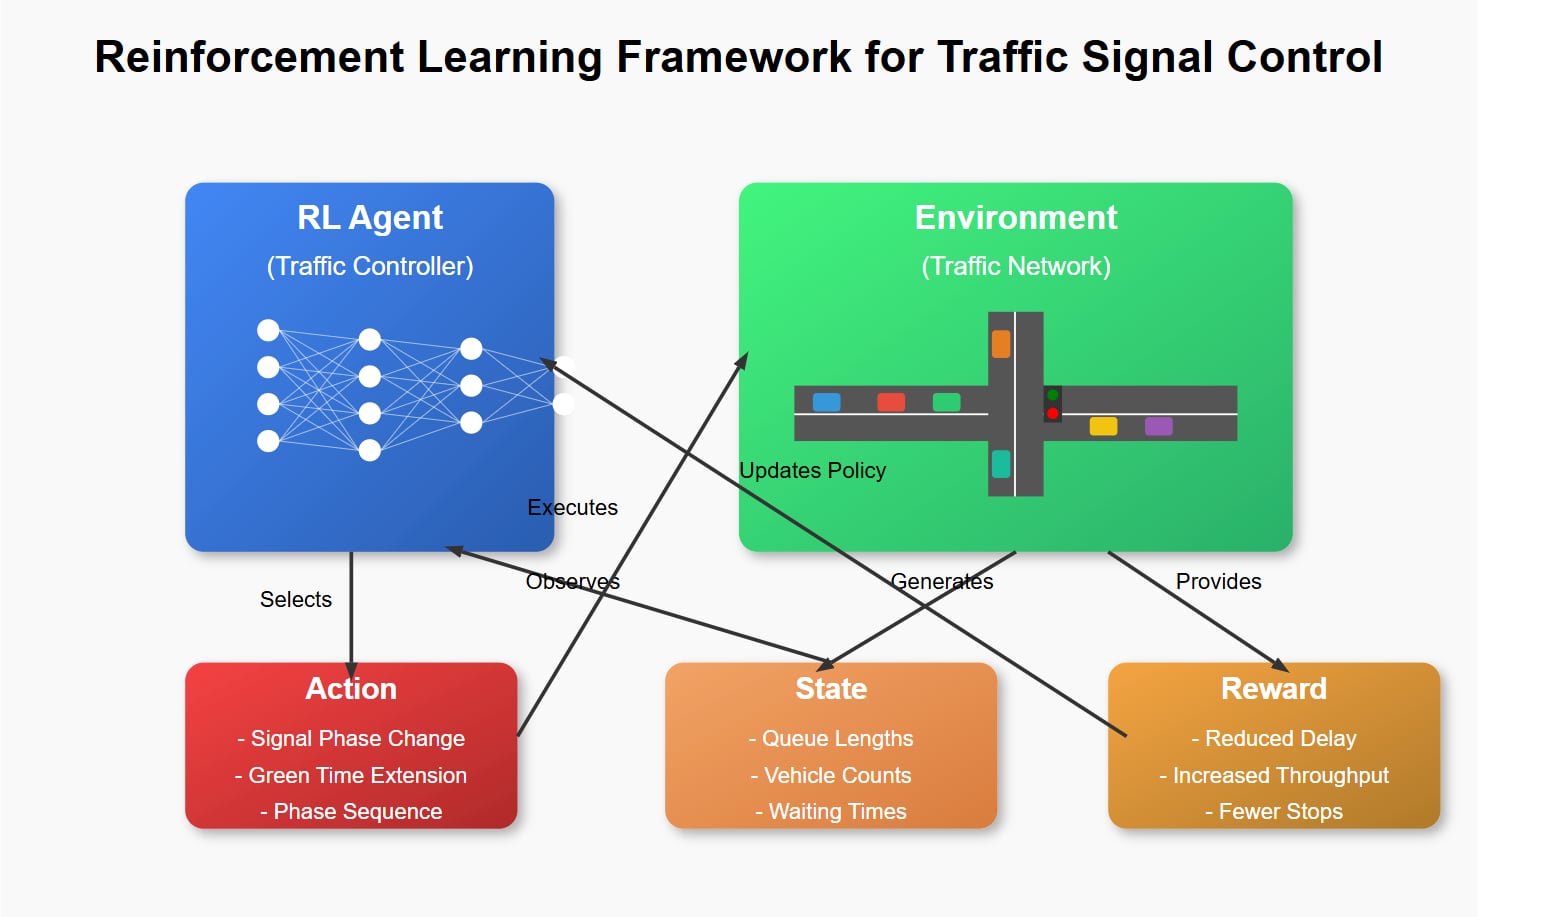 Reinforcement Learning Framework for Traffic Signal Control
RL Agent
(Traffic Controller)
Environment
(Traffic Network)
Updates Policy
Executes
Observes
Generates
Provides
Selects
Action
- Signal Phase Change
- Green Time Extension
- Phase Sequence
State
- Queue Lengths
- Vehicle Counts
- Waiting Times
Reward
- Reduced Delay
- Increased Throughput
- Fewer Stops